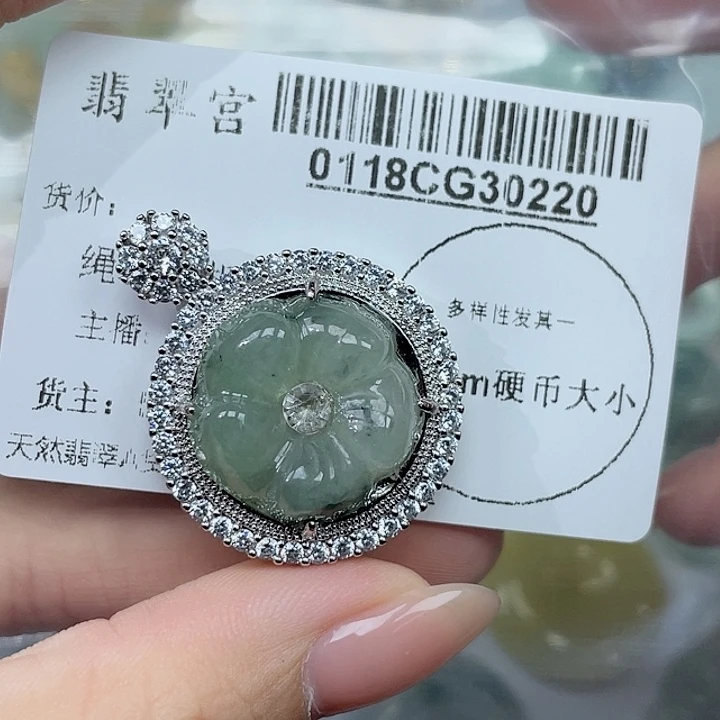 翡翠宫
0118CG30220
货价:
绳
多样性发其一
主播:
m硬币大小
货主:
天然翡翠